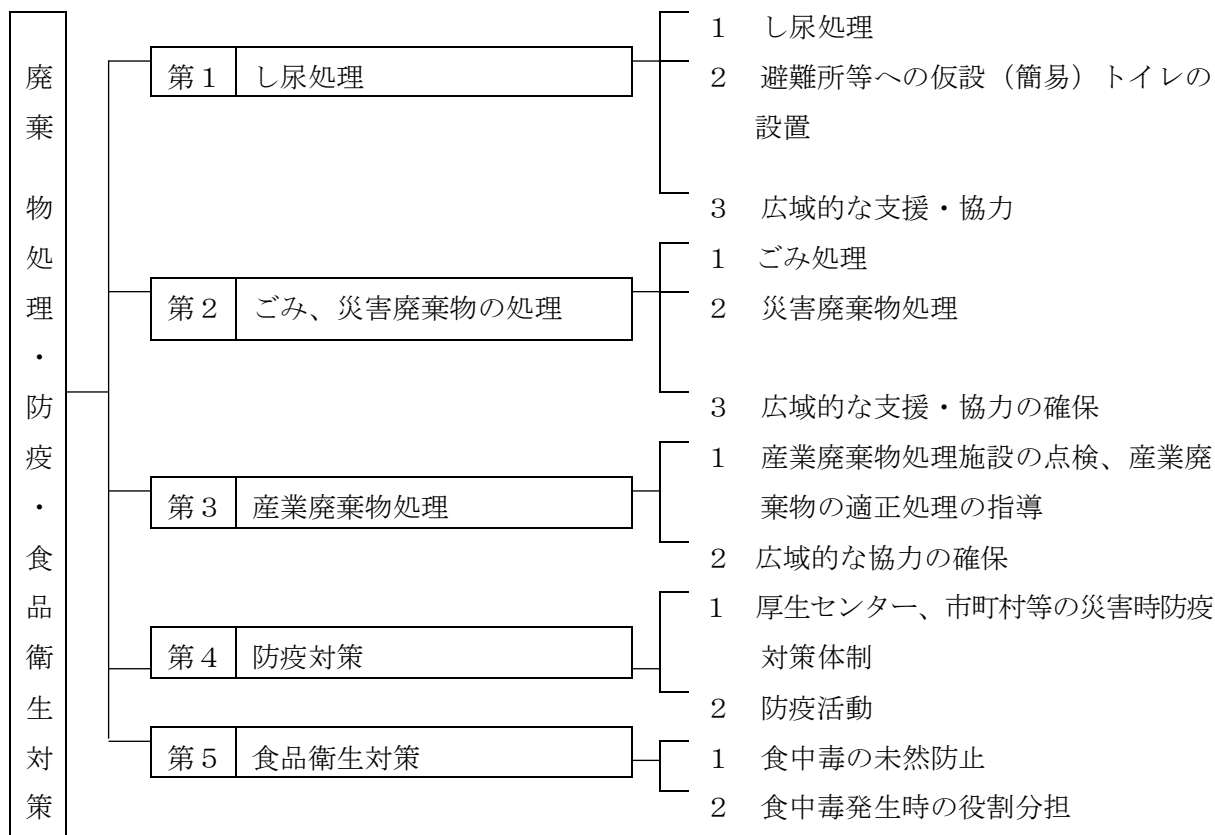 廃棄物処理・防疫・食品衛生対策
第1 し尿処理
1 し尿処理
2 避難所等への仮設（簡易）トイレの
設置
3 広域的な支援・協力
第2 ごみ、災害廃棄物の処理
1 ごみ処理
2 災害廃棄物処理
3 広域的な支援・協力の確保
第3 産業廃棄物処理
1 産業廃棄物処理施設の点検、産業廃
棄物の適正処理の指導
2 広域的な協力の確保
第4 防疫対策
1 厚生センター、市町村等の災害時防疫
対策体制
2 防疫活動
第5 食品衛生対策
1 食中毒の未然防止
2 食中毒発生時の役割分担